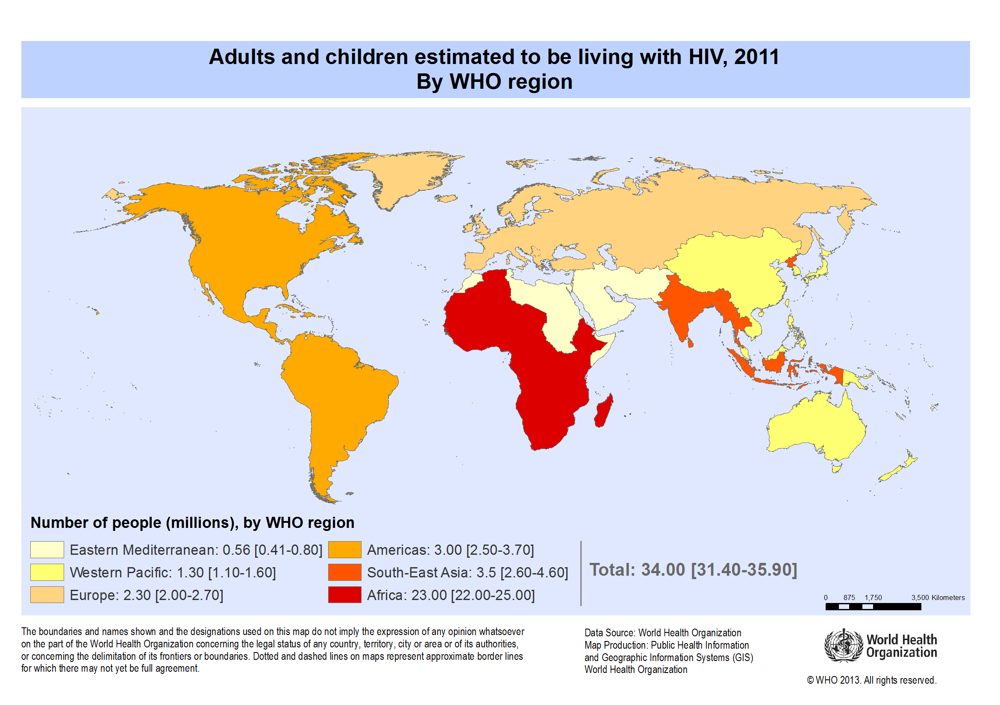 Adults and children estimated to be living with HIV, 2011
By WHO region
Number of people (millions), by WHO region
Eastern Mediterranean: 0.56 [0.41-0.80]
Western Pacific: 1.30 [1.10-1.60]
Europe: 2.30 [2.00-2.70]
Americas: 3.00 [2.50-3.70]
South-East Asia: 3.5 [2.60-4.60]
Africa: 23.00 [22.00-25.00]
Total: 34.00 [31.40-35.90]
0 875 1,750 3,500 Kilometers
The boundaries and names shown and the designations used on this map do not imply the expression of any opinion whatsoever
on the part of the World Health Organization concerning the legal status of any country, territory, city or area or of its authorities,
or concerning the delimitation of its frontiers or boundaries. Dotted and dashed lines on maps represent approximate border lines
for which there may not yet be full agreement.
Data Source: World Health Organization
Map Production: Public Health Information
and Geographic Information Systems (GIS)
World Health Organization
World Health
Organization
© WHO 2013. All rights reserved.